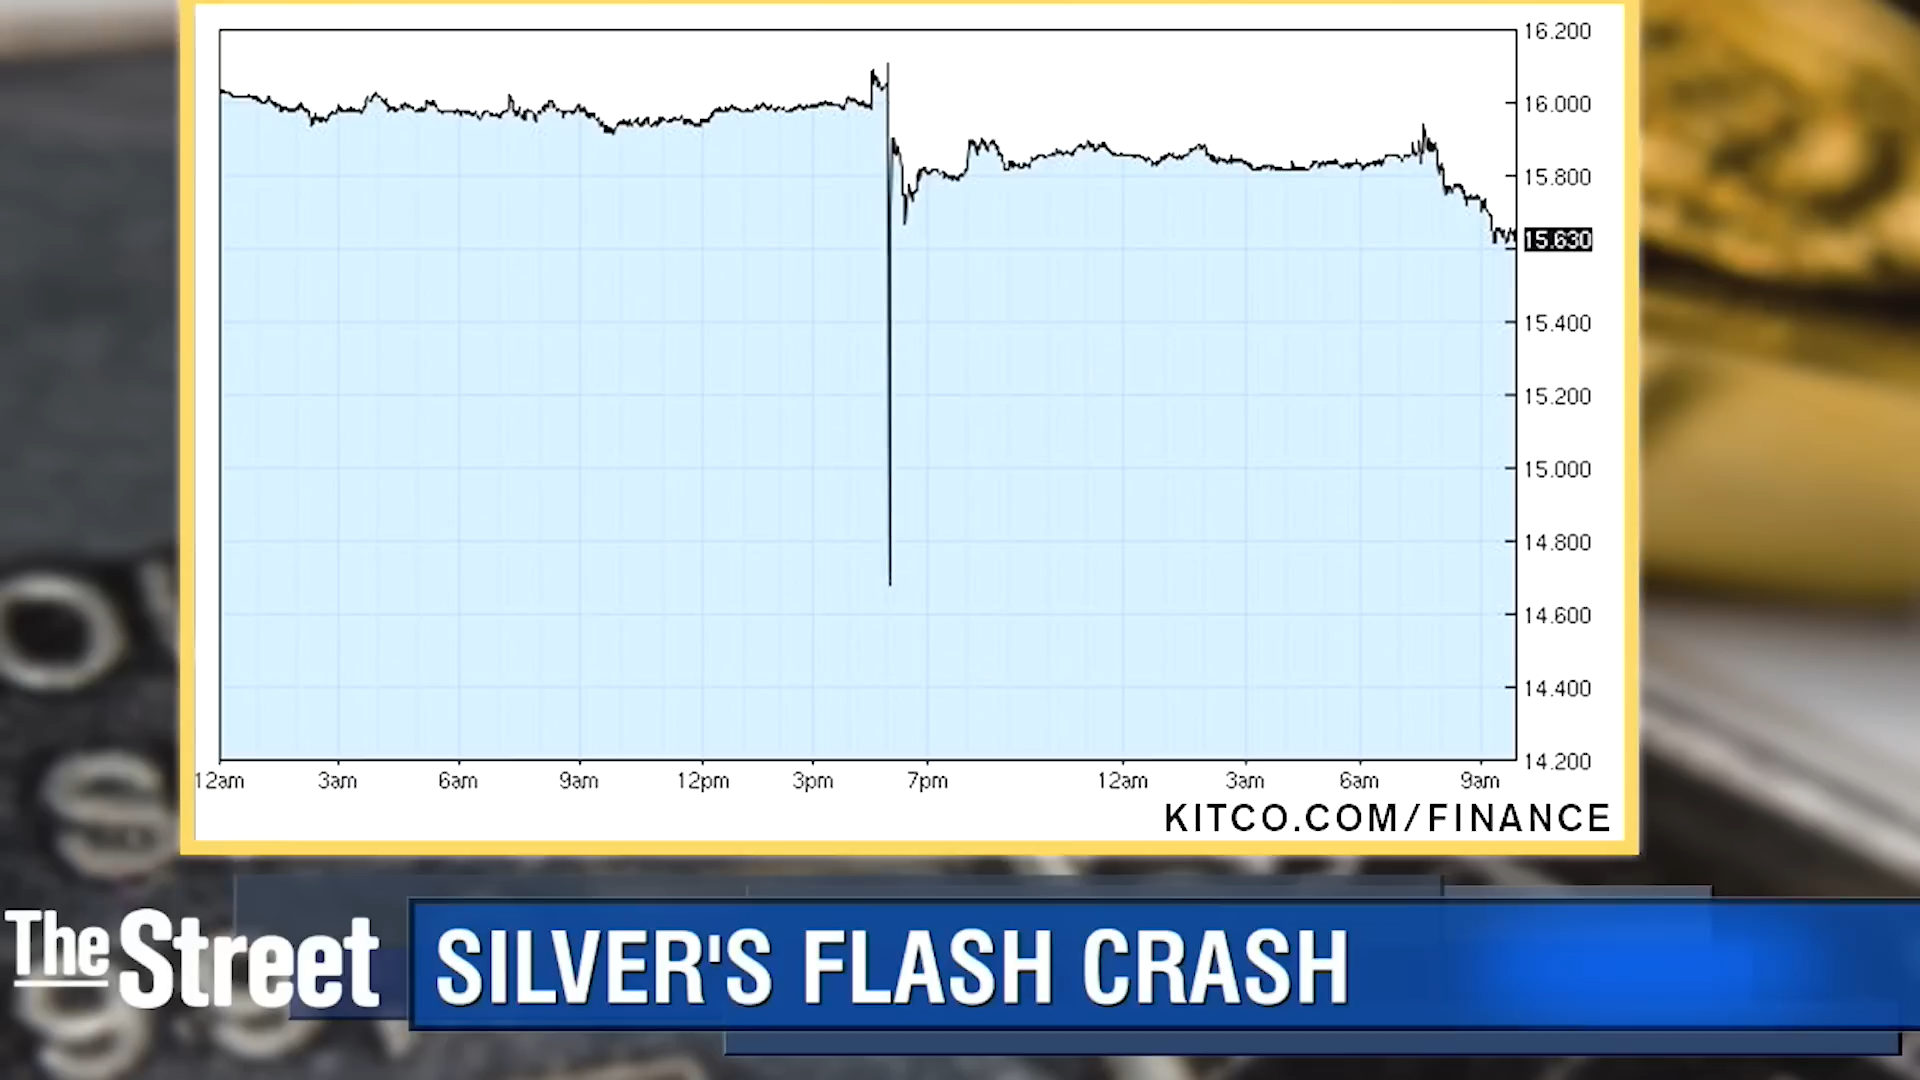 16.200
16.000
15.800
15.630
15.400
15.200
15.000
14.800
14.600
14.400
14.200
12am 3am 6am 9am 12pm 3pm 7pm 12am 3am 6am 9am
KITCO.COM/FINANCE
TheStreet
SILVER'S FLASH CRASH